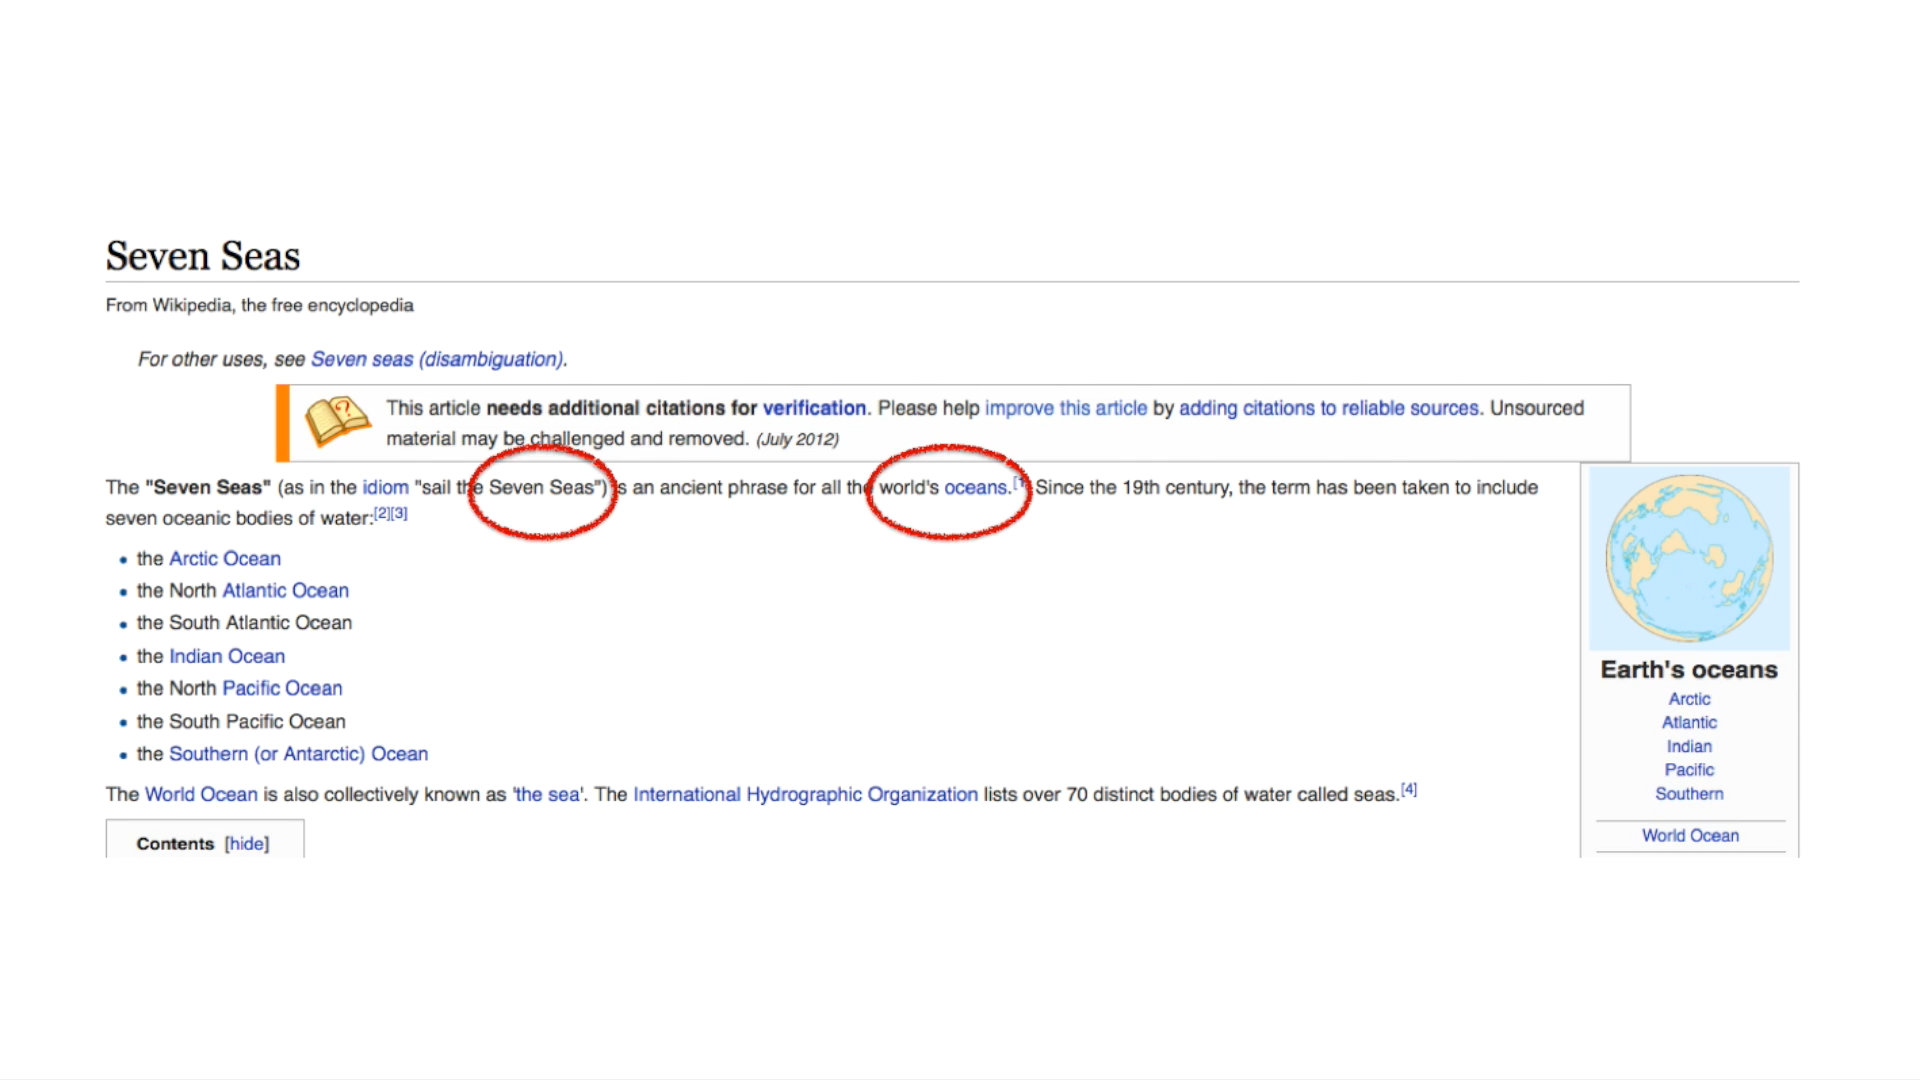 Seven Seas
From Wikipedia, the free encyclopedia
For other uses, see Seven seas (disambiguation).
This article needs additional citations for verification. Please help improve this article by adding citations to reliable sources. Unsourced
material may be challenged and removed. (July 2012)
The "Seven Seas" (as in the idiom "sail the Seven Seas") is an ancient phrase for all the world's oceans.[1] Since the 19th century, the term has been taken to include
seven oceanic bodies of water:[2][3]
• the Arctic Ocean
• the North Atlantic Ocean
• the South Atlantic Ocean
• the Indian Ocean
• the North Pacific Ocean
• the South Pacific Ocean
• the Southern (or Antarctic) Ocean
The World Ocean is also collectively known as 'the sea'. The International Hydrographic Organization lists over 70 distinct bodies of water called seas.[4]
Contents [hide]
Earth's oceans
Arctic
Atlantic
Indian
Pacific
Southern
World Ocean